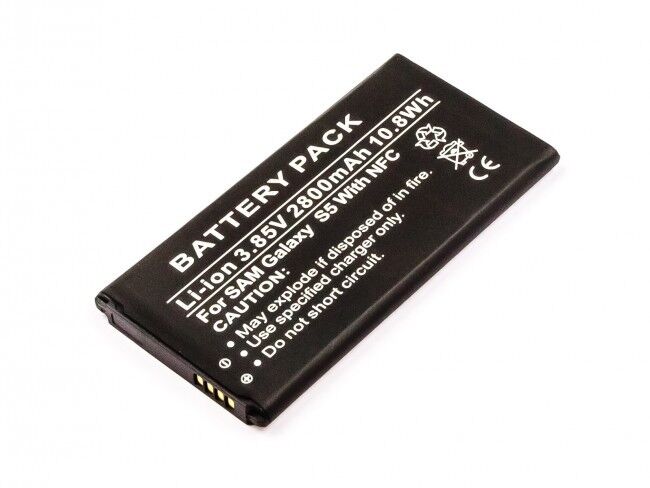 BATTERY PACK
Li-ion 3.85V 2800mAh 10.8Wh
For SAM Galaxy S5 With NFC
CAUTION:
• May explode if disposed of in fire.
• Use specified charger only.
• Do not short circuit.
CE